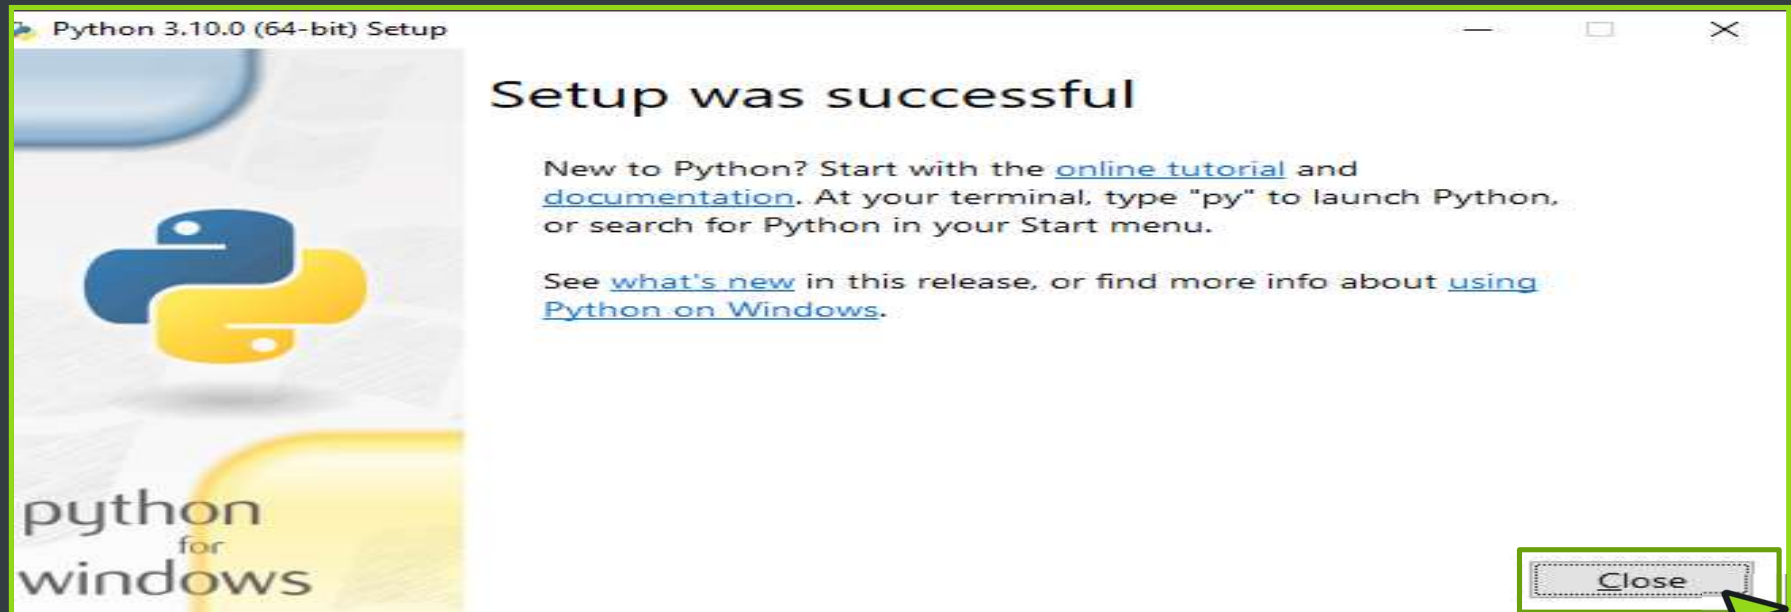 Python 3.10.0 (64-bit) Setup
Setup was successful
New to Python? Start with the online tutorial and
documentation. At your terminal, type "py" to launch Python,
or search for Python in your Start menu.
See what's new in this release, or find more info about using
Python on Windows.
python
for
windows
Close